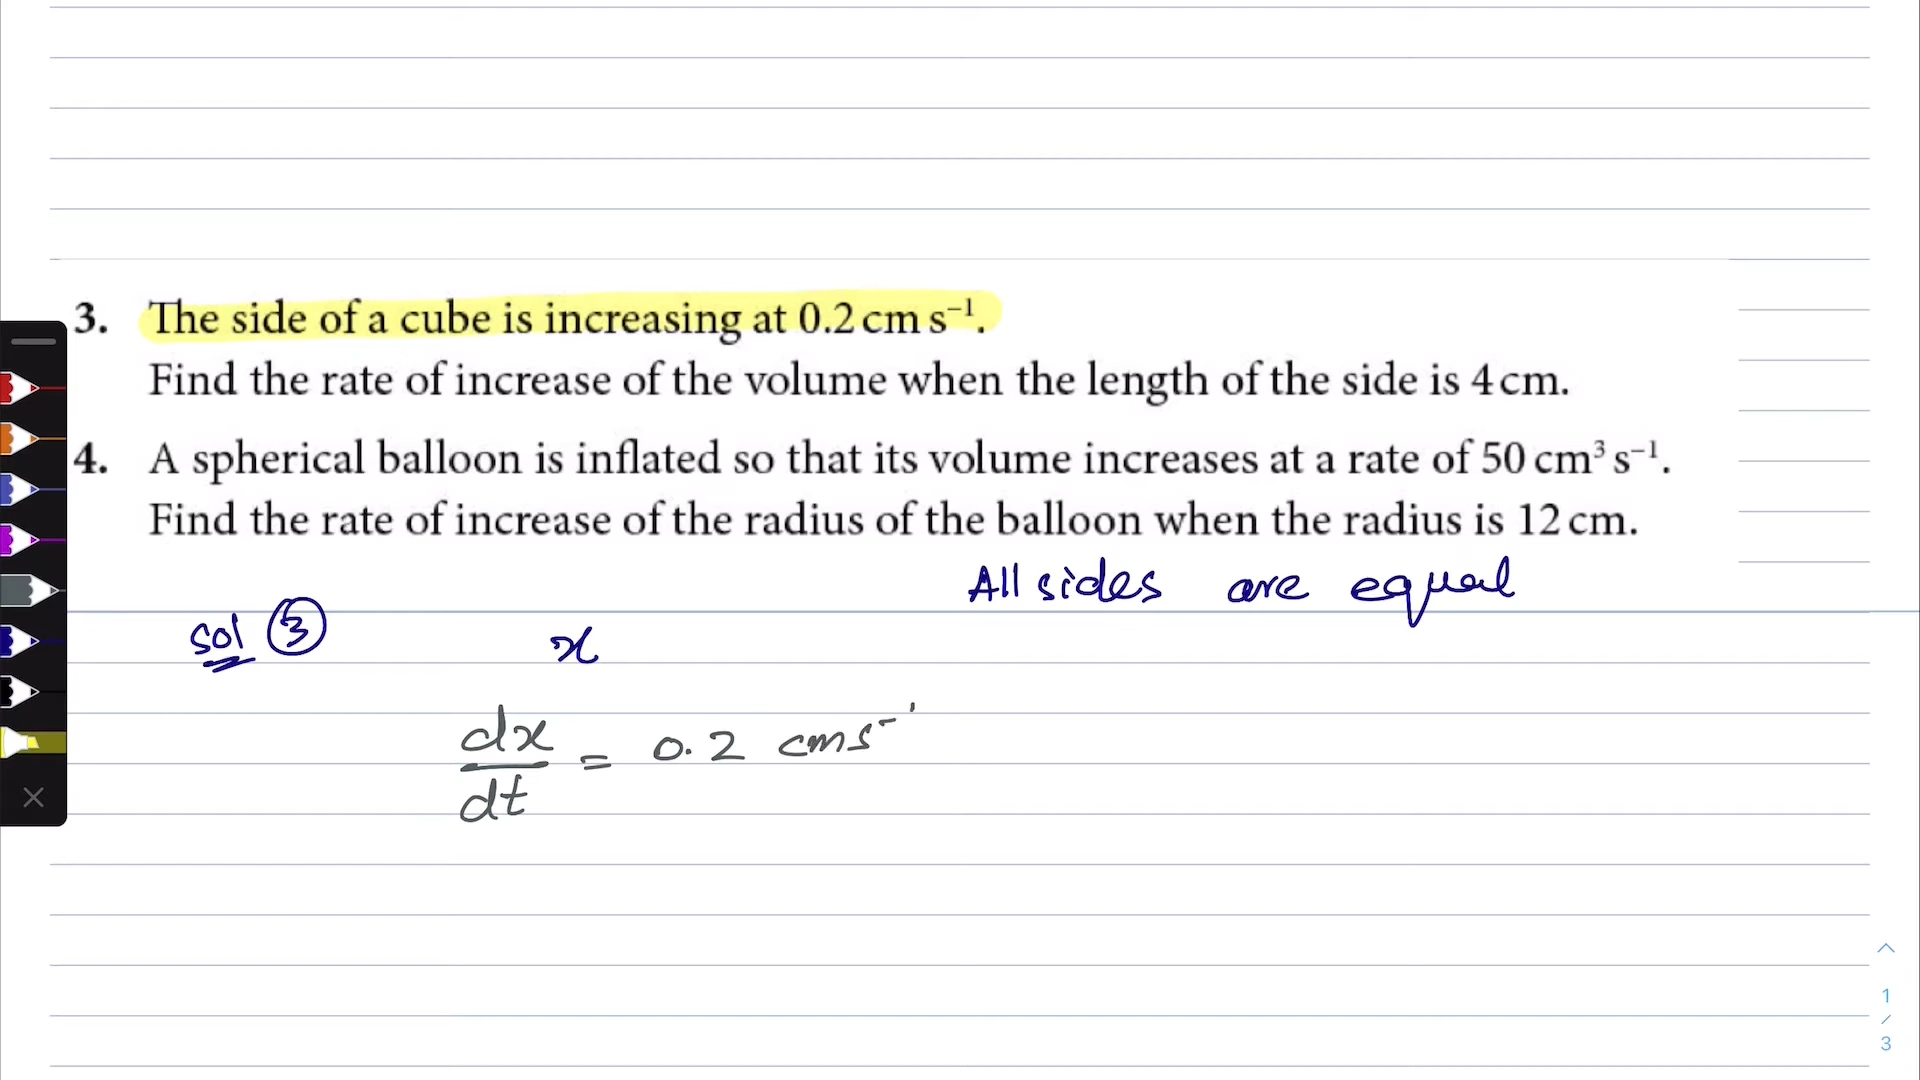 3. The side of a cube is increasing at 0.2 cm s⁻¹.
Find the rate of increase of the volume when the length of the side is 4 cm.
4. A spherical balloon is inflated so that its volume increases at a rate of 50 cm³ s⁻¹.
Find the rate of increase of the radius of the balloon when the radius is 12 cm.
All sides are equal
sol ③ x
dx/dt = 0.2 cms⁻¹
1
/
3